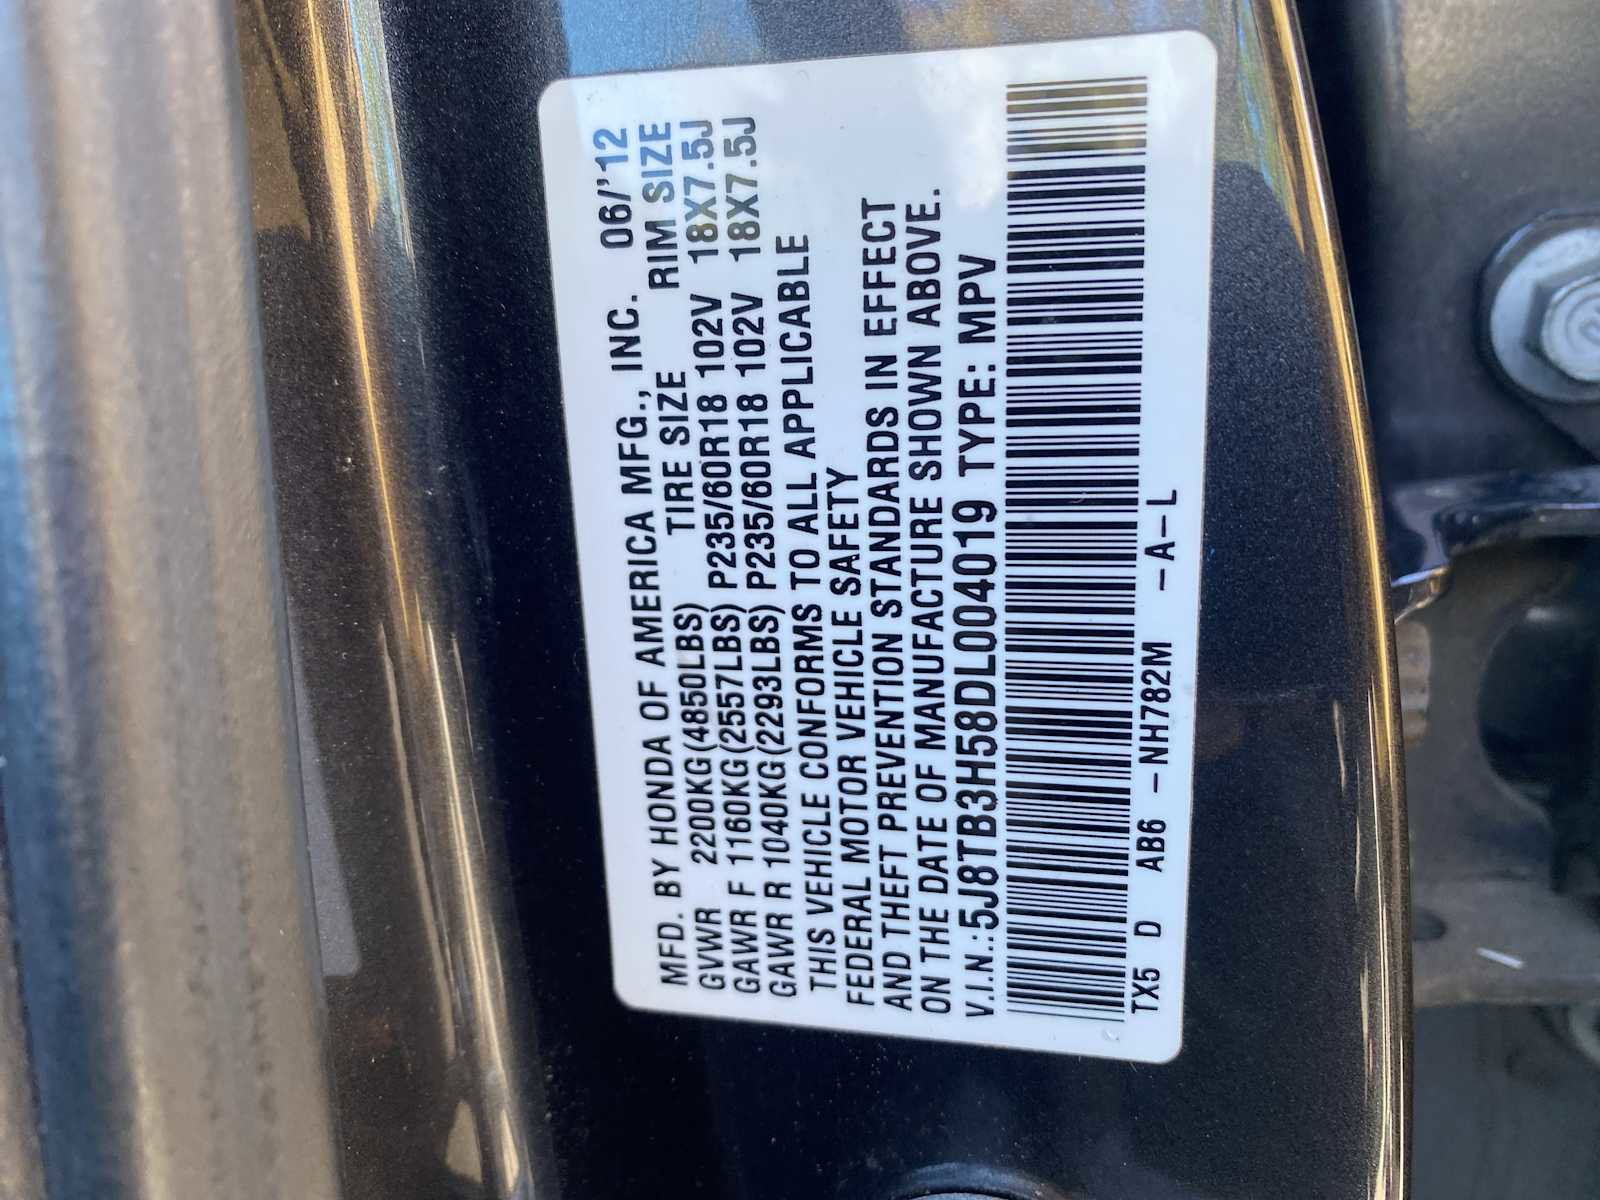 MFD. BY HONDA OF AMERICA MFG., INC. 06/'12
TIRE SIZE RIM SIZE
GVWR 2200KG(4850LBS)
GAWR F 1160KG(2557LBS) P235/60R18 102V 18X7.5J
GAWR R 1040KG(2293LBS) P235/60R18 102V 18X7.5J
THIS VEHICLE CONFORMS TO ALL APPLICABLE
FEDERAL MOTOR VEHICLE SAFETY
AND THEFT PREVENTION STANDARDS IN EFFECT
ON THE DATE OF MANUFACTURE SHOWN ABOVE.
V.I.N.:5J8TB3H58DL004019 TYPE: MPV
TX5 D AB6 -NH782M -A-L